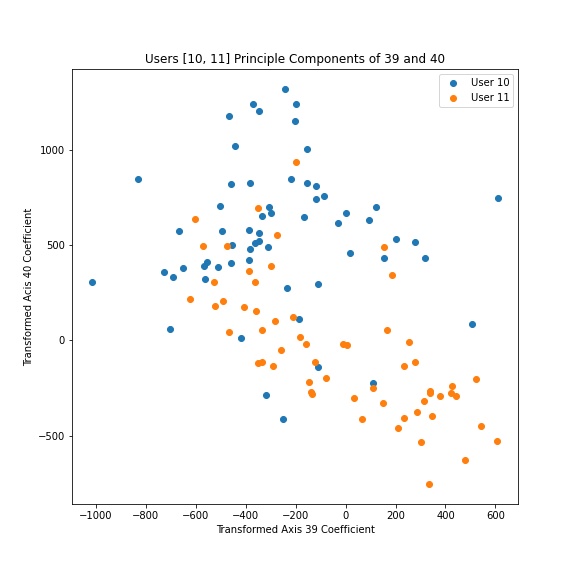 Users [10, 11] Principle Components of 39 and 40
User 10
User 11
1000
500
0
−500
Transformed Acis 40 Coefficient
−1000
−800
−600
−400
−200
0
200
400
600
Transformed Axis 39 Coefficient